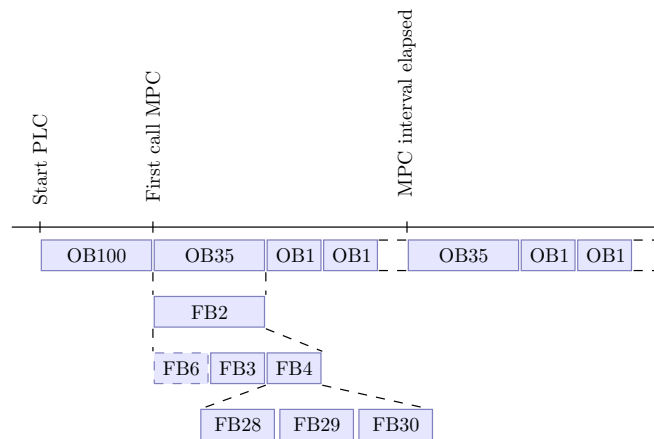 Start PLC
First call MPC
MPC interval elapsed
OB100 OB35 OB1 OB1 OB35 OB1 OB1
FB2
FB6 FB3 FB4
FB28 FB29 FB30